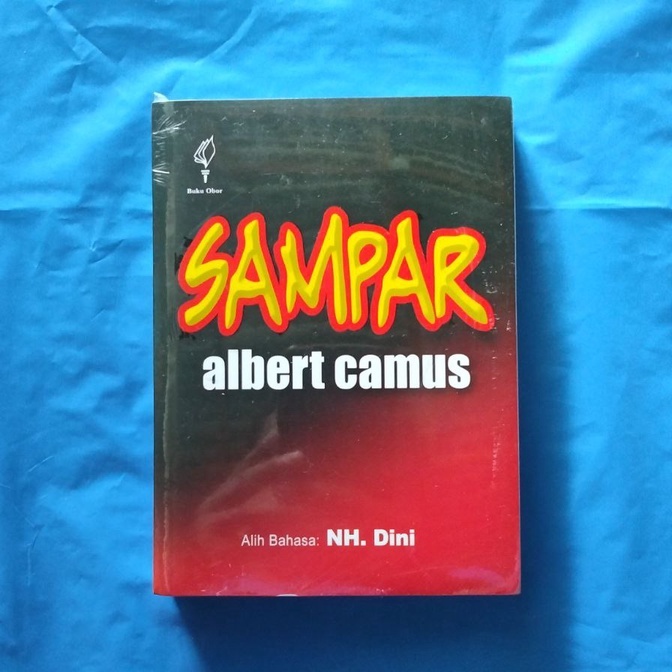 Buku Obor
SAMPAR
albert camus
Alih Bahasa: NH. Dini